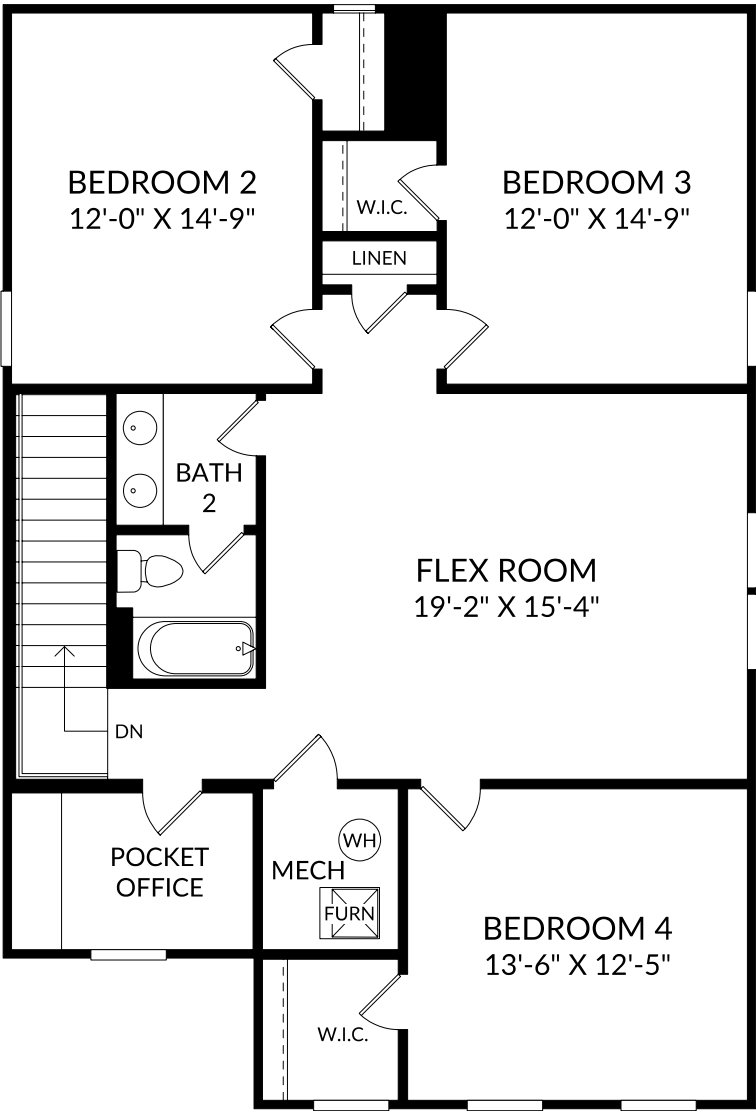 BEDROOM 2
12'-0" X 14'-9"
W.I.C.
BEDROOM 3
12'-0" X 14'-9"
LINEN
BATH
2
FLEX ROOM
19'-2" X 15'-4"
DN
POCKET
OFFICE
WH
MECH
FURN
BEDROOM 4
13'-6" X 12'-5"
W.I.C.